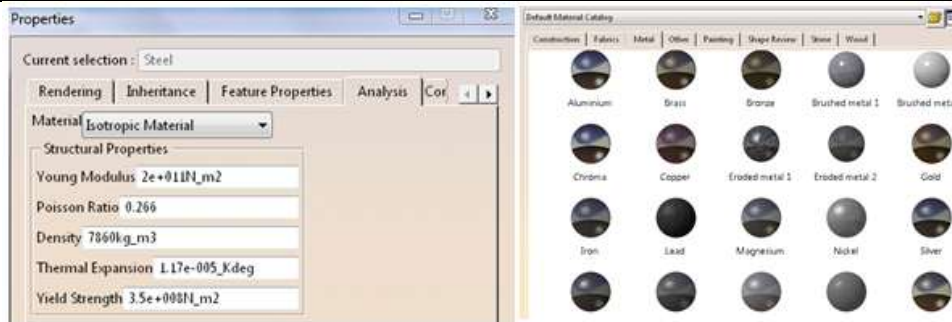 Properties
Current selection : Steel
Rendering Inheritance Feature Properties Analysis Cor
Material Isotropic Material
Structural Properties
Young Modulus 2e+011N_m2
Poisson Ratio 0.266
Density 7860kg_m3
Thermal Expansion 1.17e-005_Kdeg
Yield Strength 3.5e+008N_m2
Default Material Catalog
Construction Fabrics Metal Other Painting Shape Review Stone Wood
Aluminium Brass Bronze Brushed metal 1 Brushed meta
Chroma Copper Eroded metal 1 Eroded metal 2 Gold
Iron Lead Magnesium Nickel Silver